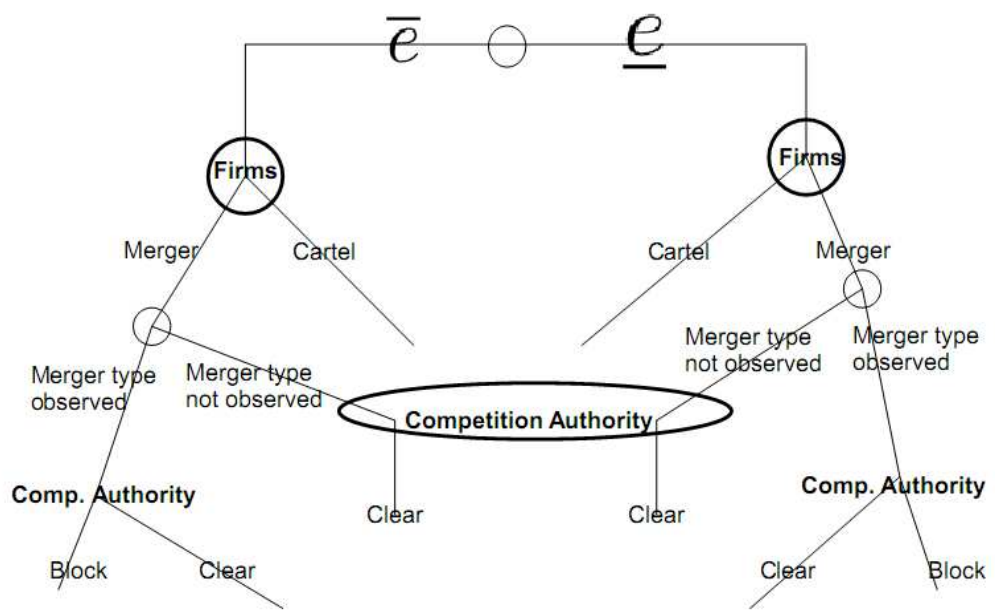 e̅ e̲
Firms Firms
Merger Cartel Cartel Merger
Merger type
observed
Merger type
not observed
Merger type
not observed
Merger type
observed
Competition Authority
Comp. Authority Comp. Authority
Clear Clear
Block Clear Clear Block